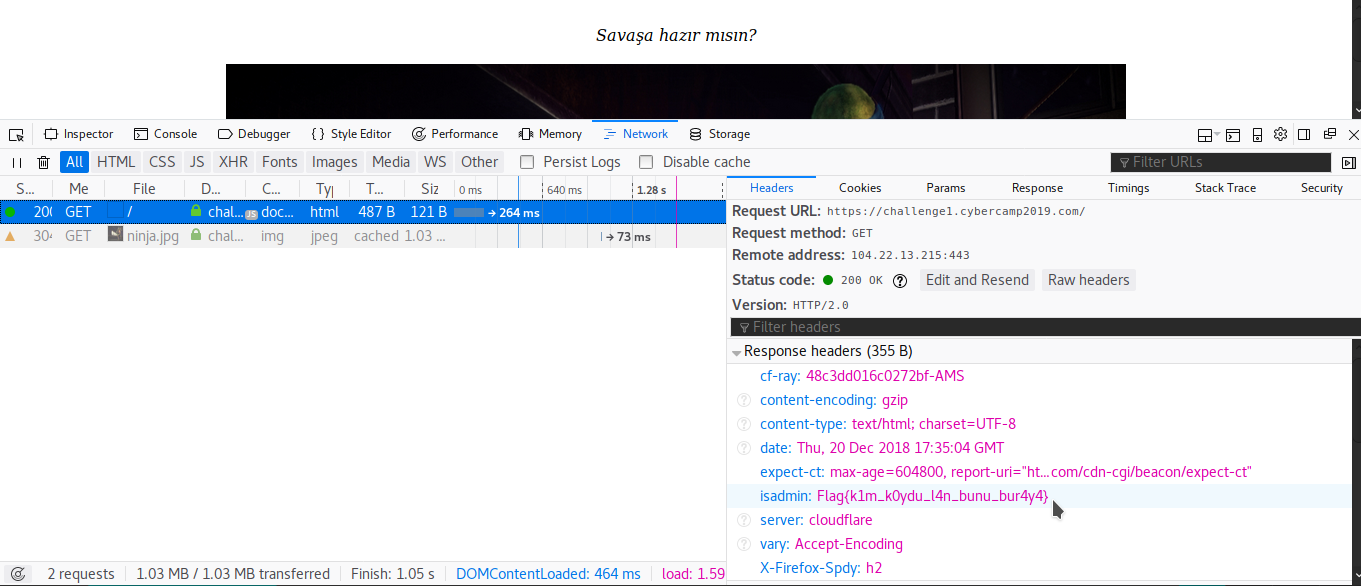 Savaşa hazır mısın?
Inspector Console Debugger Style Editor Performance Memory Network Storage
All HTML CSS JS XHR Fonts Images Media WS Other Persist Logs Disable cache Filter URLs
S... Me File D... C... Ty T... Siz 0 ms 640 ms 1.28 s
200 GET / chal... JS doc... html 487 B 121 B → 264 ms
304 GET ninja.jpg chal... img jpeg cached 1.03 ... → 73 ms
Headers Cookies Params Response Timings Stack Trace Security
Request URL: https://challenge1.cybercamp2019.com/
Request method: GET
Remote address: 104.22.13.215:443
Status code: 200 OK ? Edit and Resend Raw headers
Version: HTTP/2.0
Filter headers
Response headers (355 B)
cf-ray: 48c3dd016c0272bf-AMS
? content-encoding: gzip
? content-type: text/html; charset=UTF-8
? date: Thu, 20 Dec 2018 17:35:04 GMT
expect-ct: max-age=604800, report-uri="ht...com/cdn-cgi/beacon/expect-ct"
isadmin: Flag{k1m_k0ydu_l4n_bunu_bur4y4}
? server: cloudflare
? vary: Accept-Encoding
X-Firefox-Spdy: h2
2 requests 1.03 MB / 1.03 MB transferred Finish: 1.05 s DOMContentLoaded: 464 ms load: 1.59